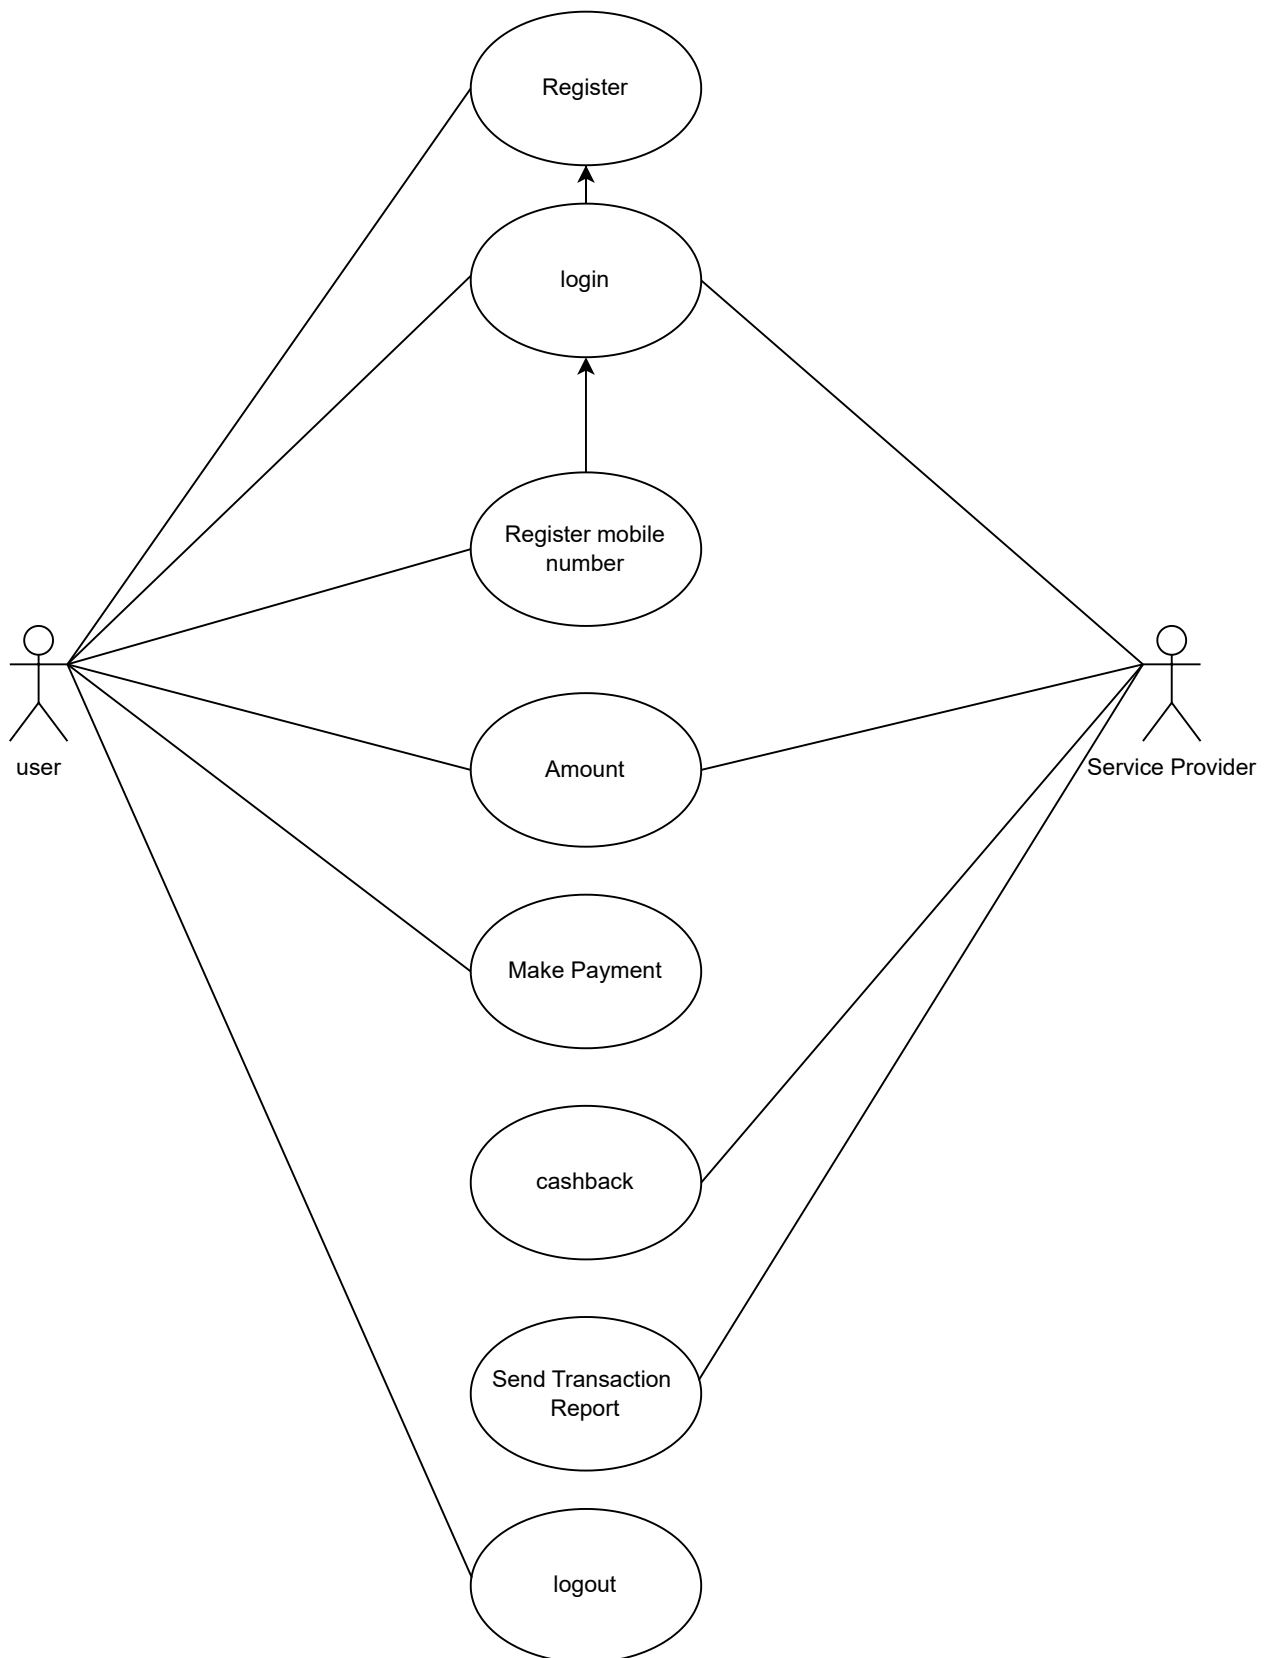 Register
login
Register mobile
number
user
Service Provider
Amount
Make Payment
cashback
Send Transaction
Report
logout